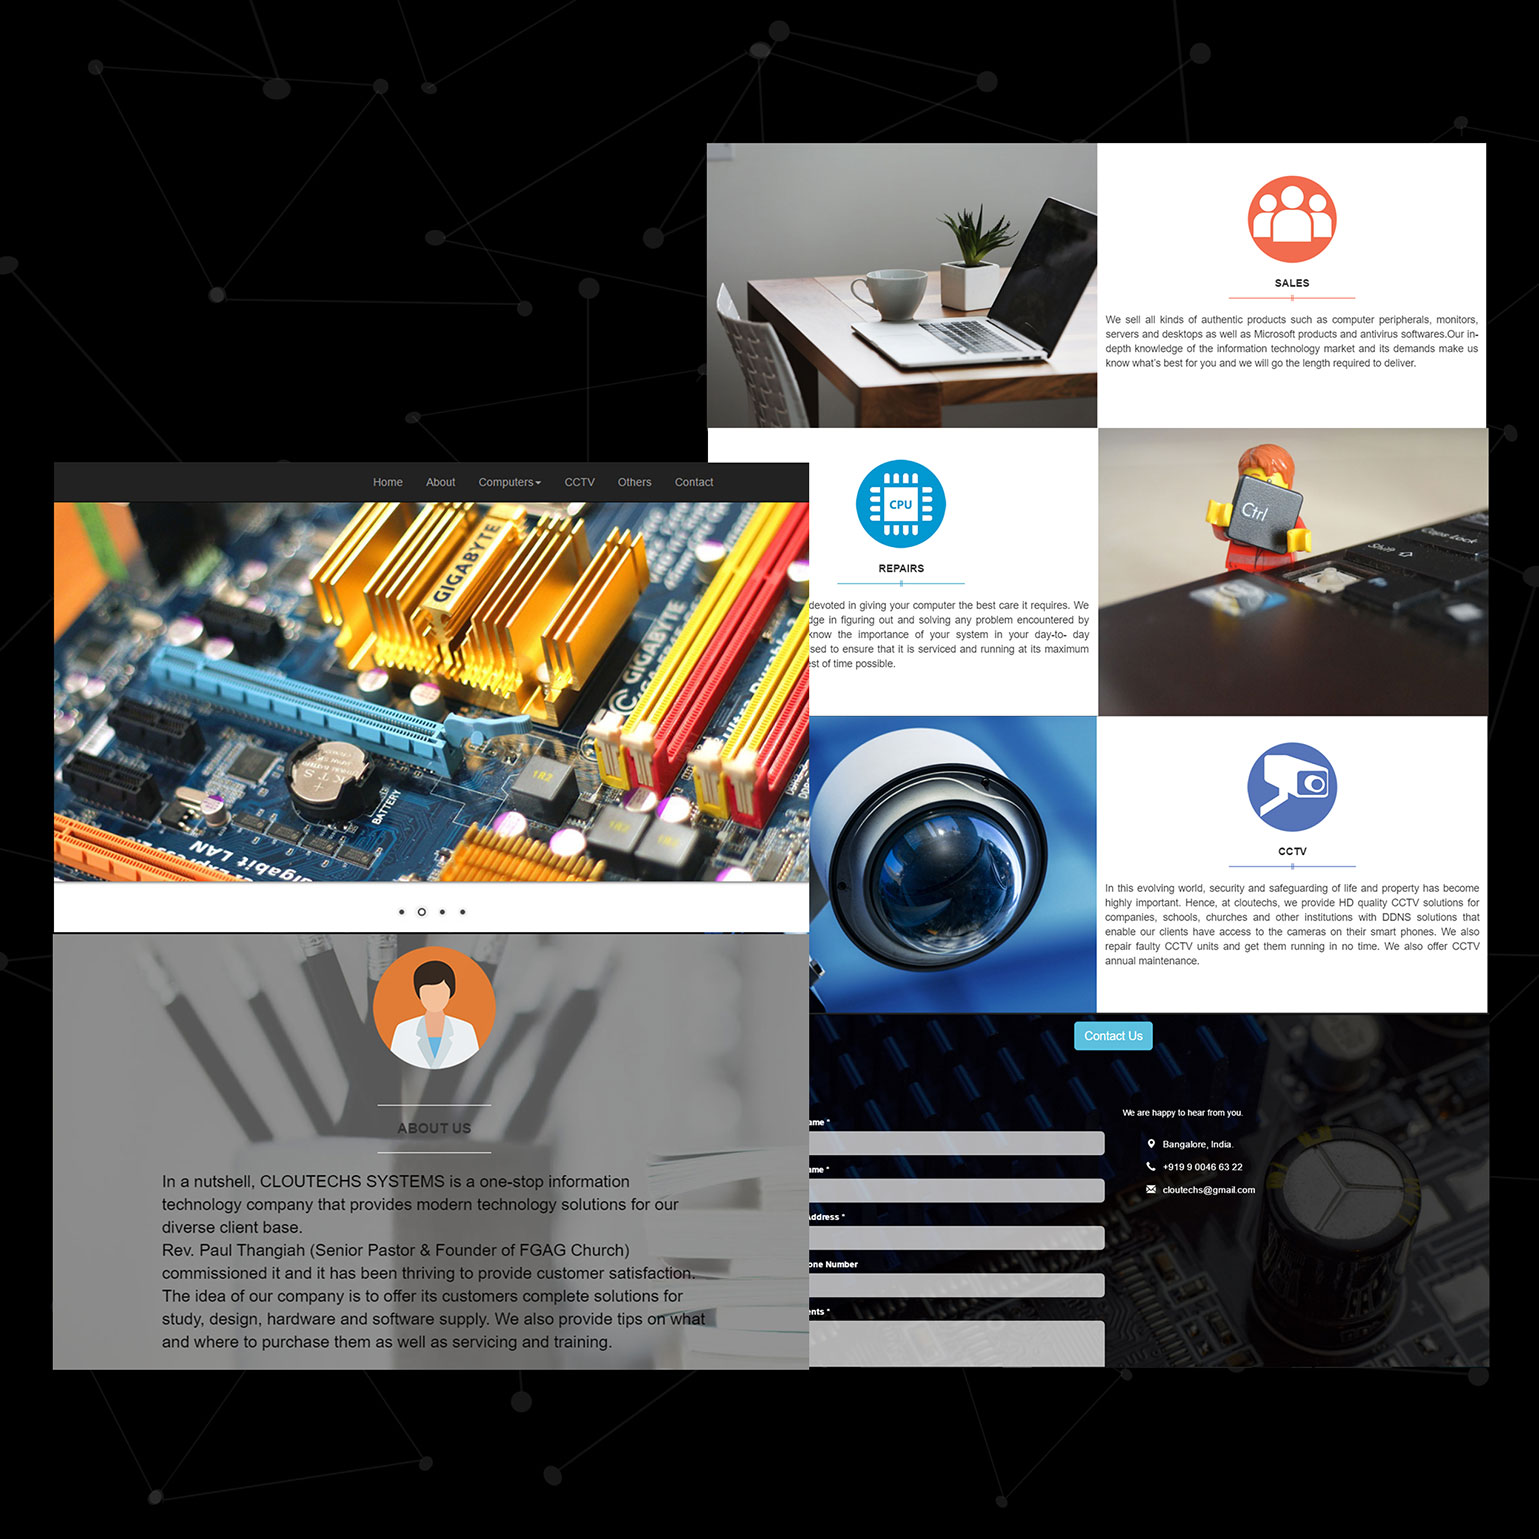 Home About Computers CCTV Others Contact
GIGABYTE
GIGABYTE
1R2
BATTERY
Gigabit LAN
ABOUT US
In a nutshell, CLOUTECHS SYSTEMS is a one-stop information
technology company that provides modern technology solutions for our
diverse client base.
Rev. Paul Thangiah (Senior Pastor & Founder of FGAG Church)
commissioned it and it has been thriving to provide customer satisfaction.
The idea of our company is to offer its customers complete solutions for
study, design, hardware and software supply. We also provide tips on what
and where to purchase them as well as servicing and training.
SALES
We sell all kinds of authentic products such as computer peripherals, monitors,
servers and desktops as well as Microsoft products and antivirus softwares.Our in-
depth knowledge of the information technology market and its demands make us
know what's best for you and we will go the length required to deliver.
CPU
REPAIRS
devoted in giving your computer the best care it requires. We
dge in figuring out and solving any problem encountered by
know the importance of your system in your day-to- day
sed to ensure that it is serviced and running at its maximum
est of time possible.
Ctrl
Caps Lock
Shift
CCTV
In this evolving world, security and safeguarding of life and property has become
highly important. Hence, at cloutechs, we provide HD quality CCTV solutions for
companies, schools, churches and other institutions with DDNS solutions that
enable our clients have access to the cameras on their smart phones. We also
repair faulty CCTV units and get them running in no time. We also offer CCTV
annual maintenance.
Contact Us
ame *
ame *
Address *
one Number
ents *
We are happy to hear from you.
Bangalore, India.
+919 9 0046 63 22
cloutechs@gmail.com